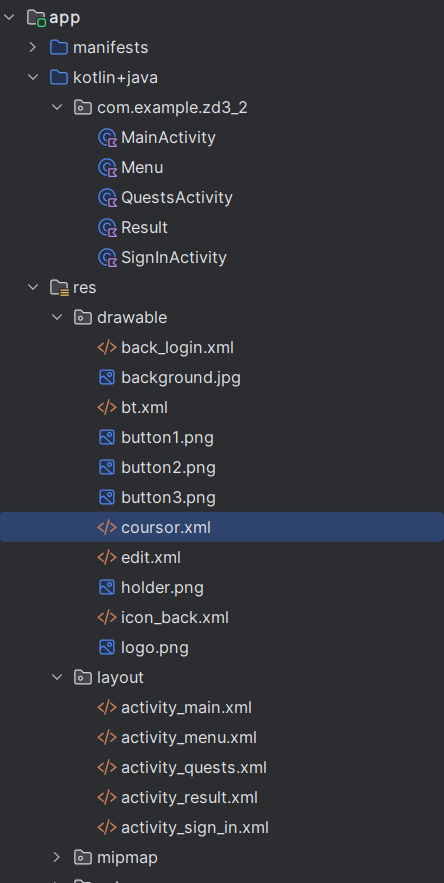 app
manifests
kotlin+java
com.example.zd3_2
MainActivity
Menu
QuestsActivity
Result
SignInActivity
res
drawable
back_login.xml
background.jpg
bt.xml
button1.png
button2.png
button3.png
coursor.xml
edit.xml
holder.png
icon_back.xml
logo.png
layout
activity_main.xml
activity_menu.xml
activity_quests.xml
activity_result.xml
activity_sign_in.xml
mipmap